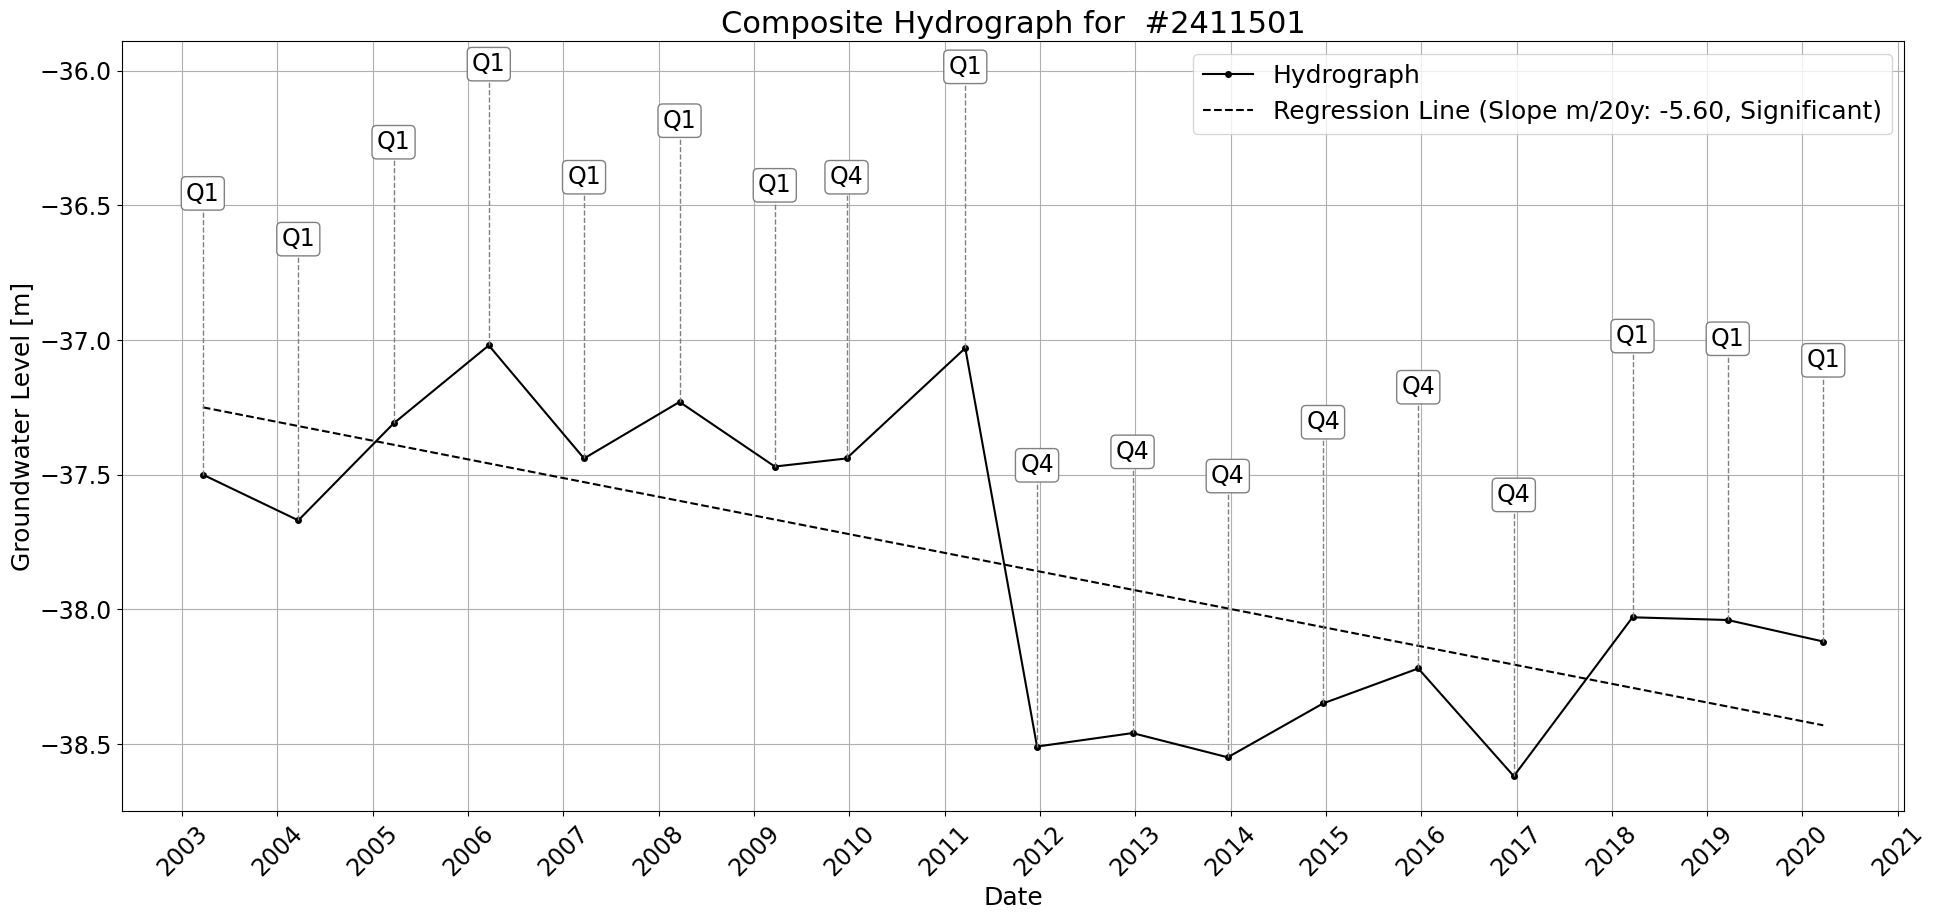 Composite Hydrograph for  #2411501
Hydrograph
Regression Line (Slope m/20y: -5.60, Significant)
Groundwater Level [m]
−36.0
−36.5
−37.0
−37.5
−38.0
−38.5
Q1
Q1
Q1
Q1
Q1
Q1
Q1
Q4
Q1
Q4
Q4
Q4
Q4
Q4
Q4
Q1
Q1
Q1
2003
2004
2005
2006
2007
2008
2009
2010
2011
2012
2013
2014
2015
2016
2017
2018
2019
2020
2021
Date